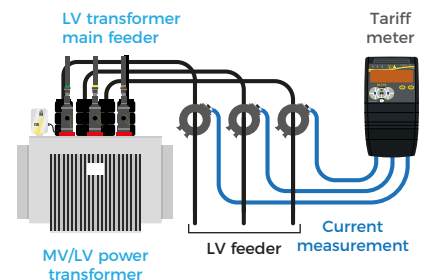 LV transformer
main feeder
Tariff
meter
LV feeder
Current
measurement
MV/LV power
transformer